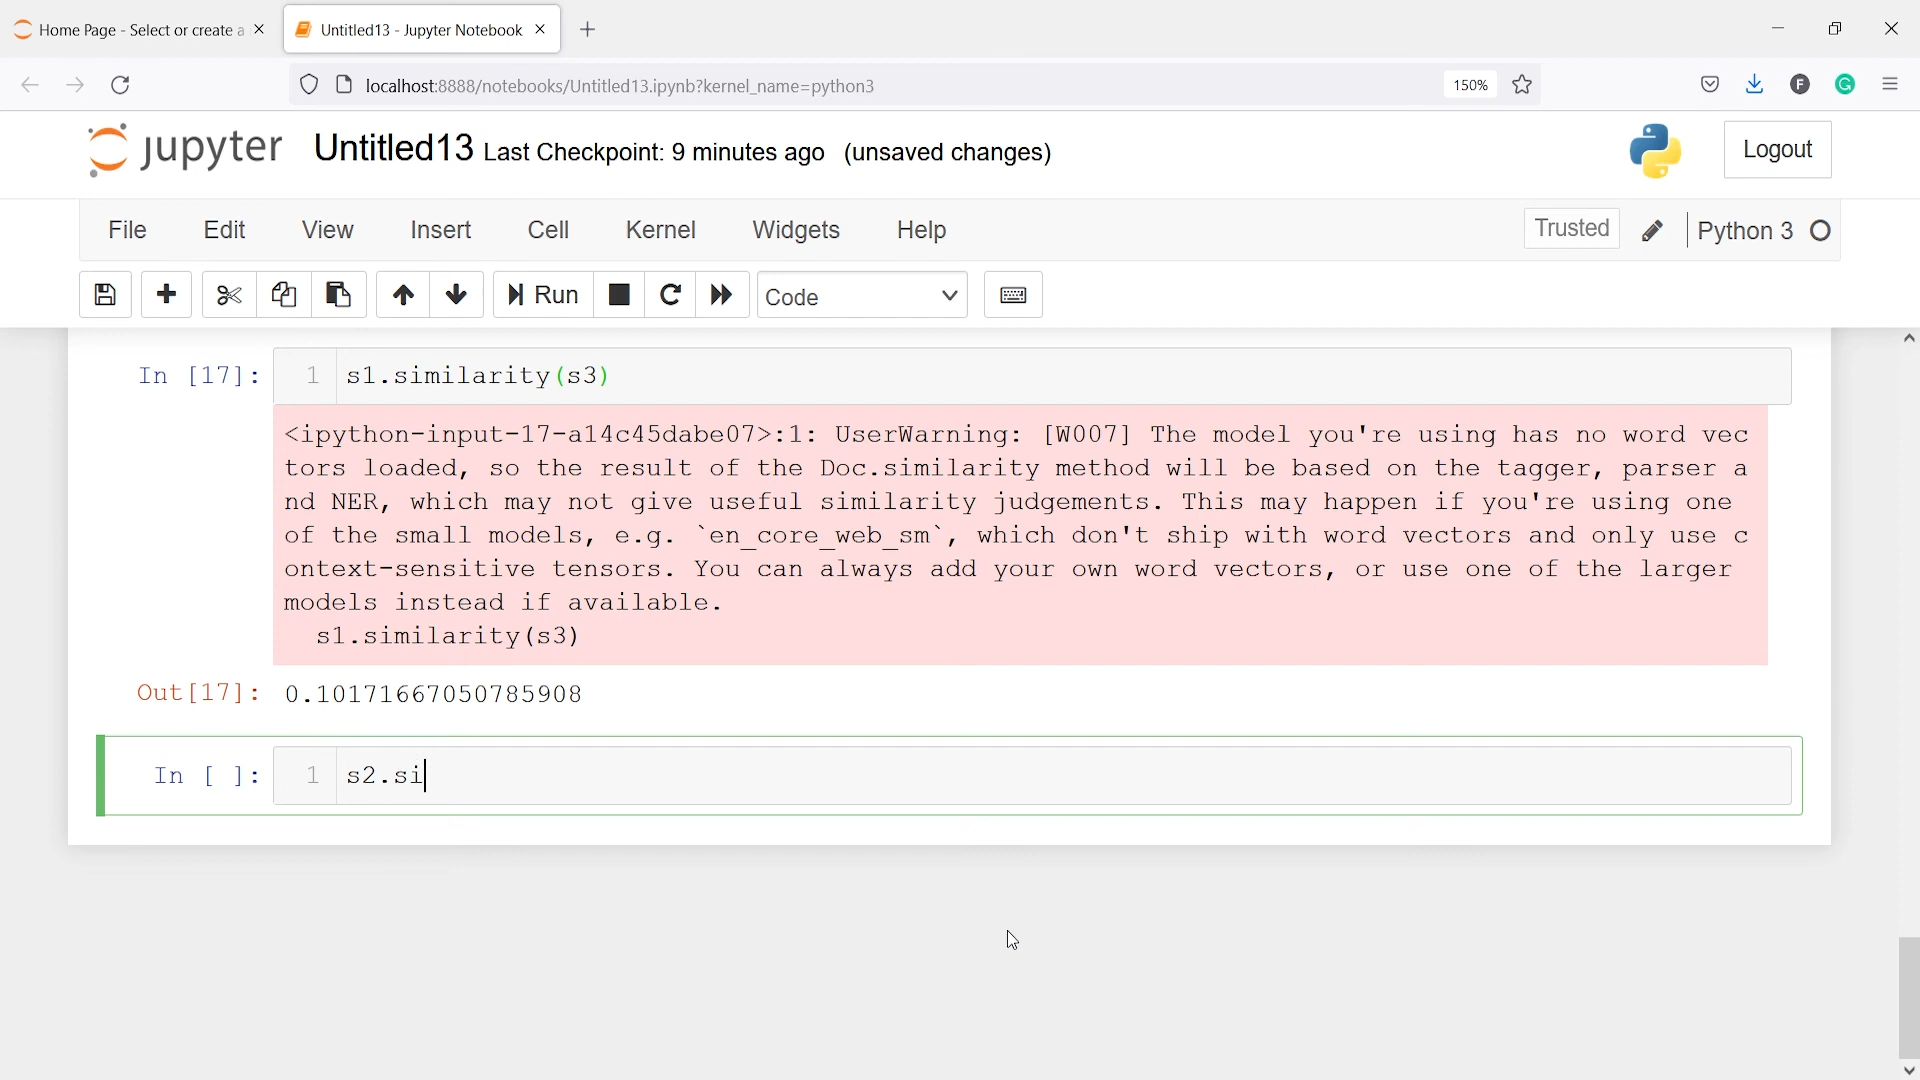 Home Page - Select or create a
Untitled13 - Jupyter Notebook
localhost:8888/notebooks/Untitled13.ipynb?kernel_name=python3
150%
F
G
jupyter Untitled13 Last Checkpoint: 9 minutes ago (unsaved changes)
Logout
File Edit View Insert Cell Kernel Widgets Help
Trusted Python 3
Run Code
In [17]: 1 s1.similarity(s3)
<ipython-input-17-a14c45dabe07>:1: UserWarning: [W007] The model you're using has no word vec
tors loaded, so the result of the Doc.similarity method will be based on the tagger, parser a
nd NER, which may not give useful similarity judgements. This may happen if you're using one
of the small models, e.g. `en_core_web_sm`, which don't ship with word vectors and only use c
ontext-sensitive tensors. You can always add your own word vectors, or use one of the larger
models instead if available.
s1.similarity(s3)
Out[17]: 0.10171667050785908
In [ ]: 1 s2.si